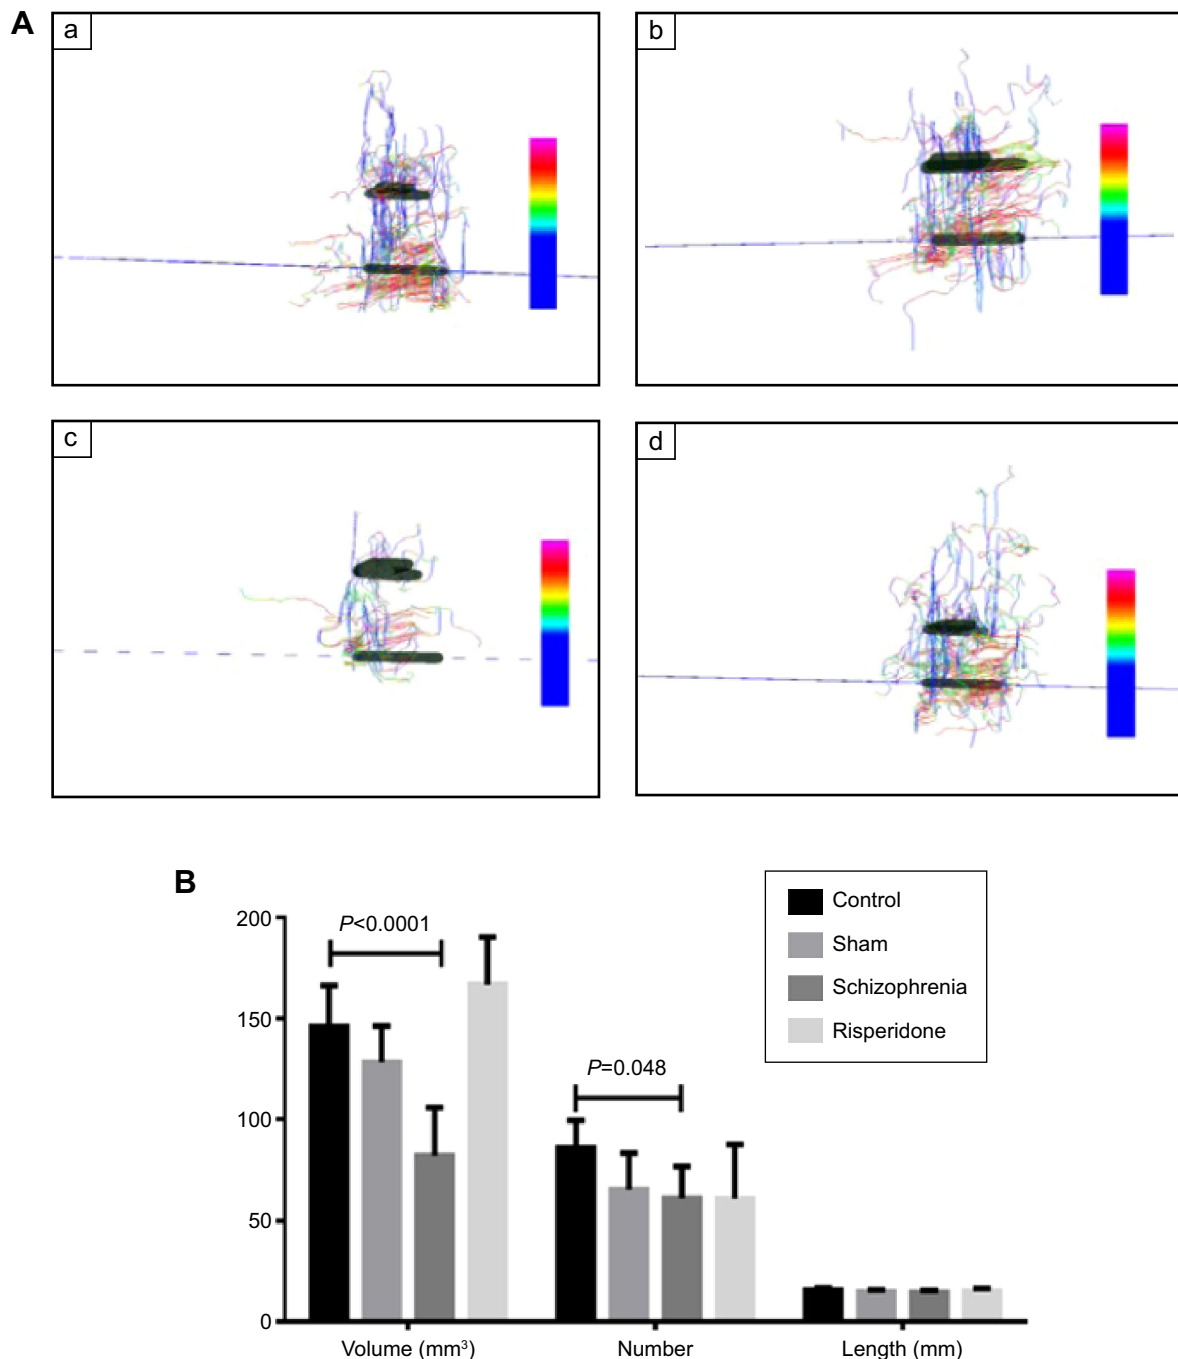 A
a
b
c
d
B
P<0.0001
P=0.048
Control
Sham
Schizophrenia
Risperidone
200
150
100
50
0
Volume (mm³)
Number
Length (mm)